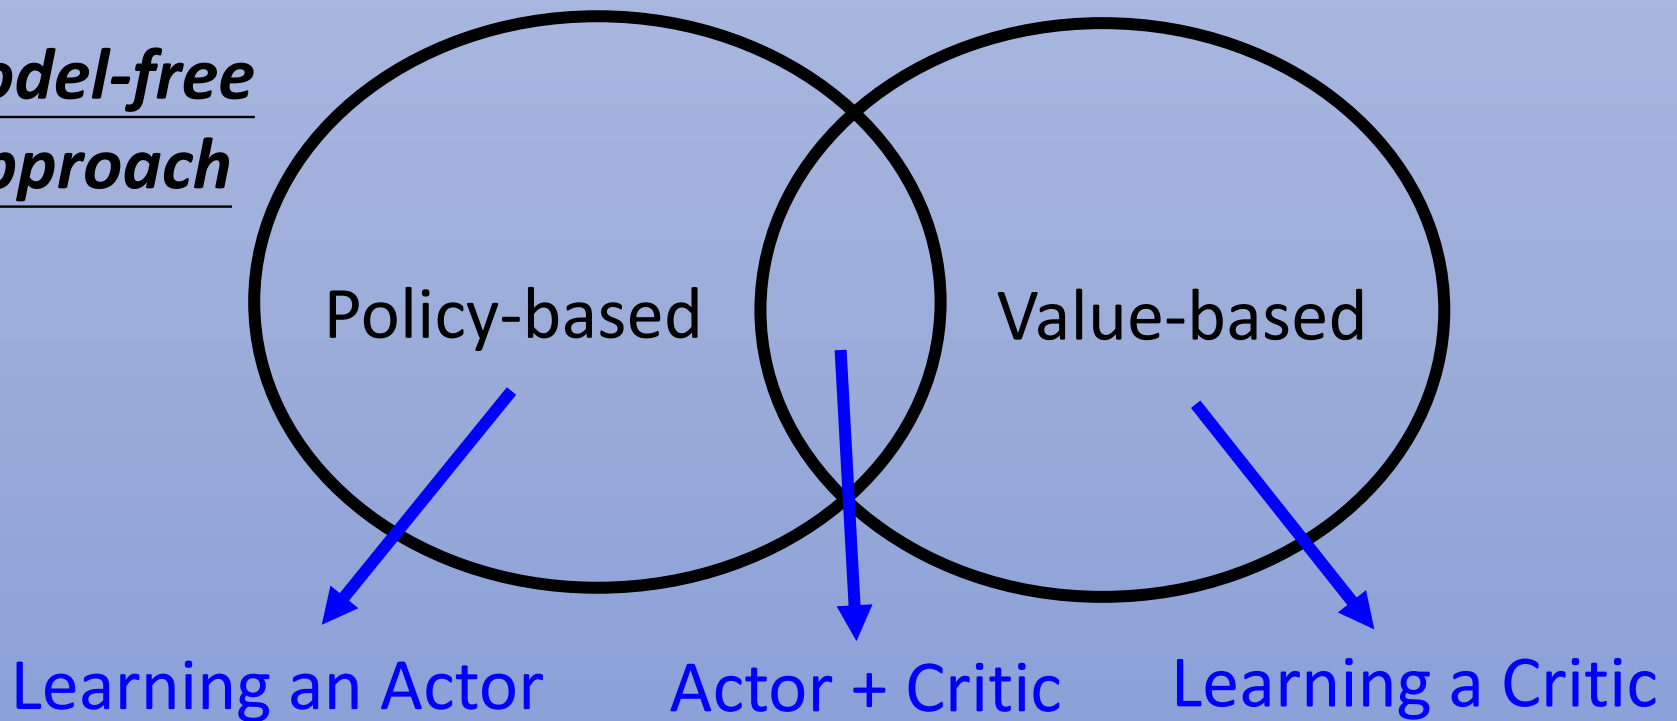 odel-free
pproach
Policy-based
Value-based
Learning an Actor
Actor + Critic
Learning a Critic